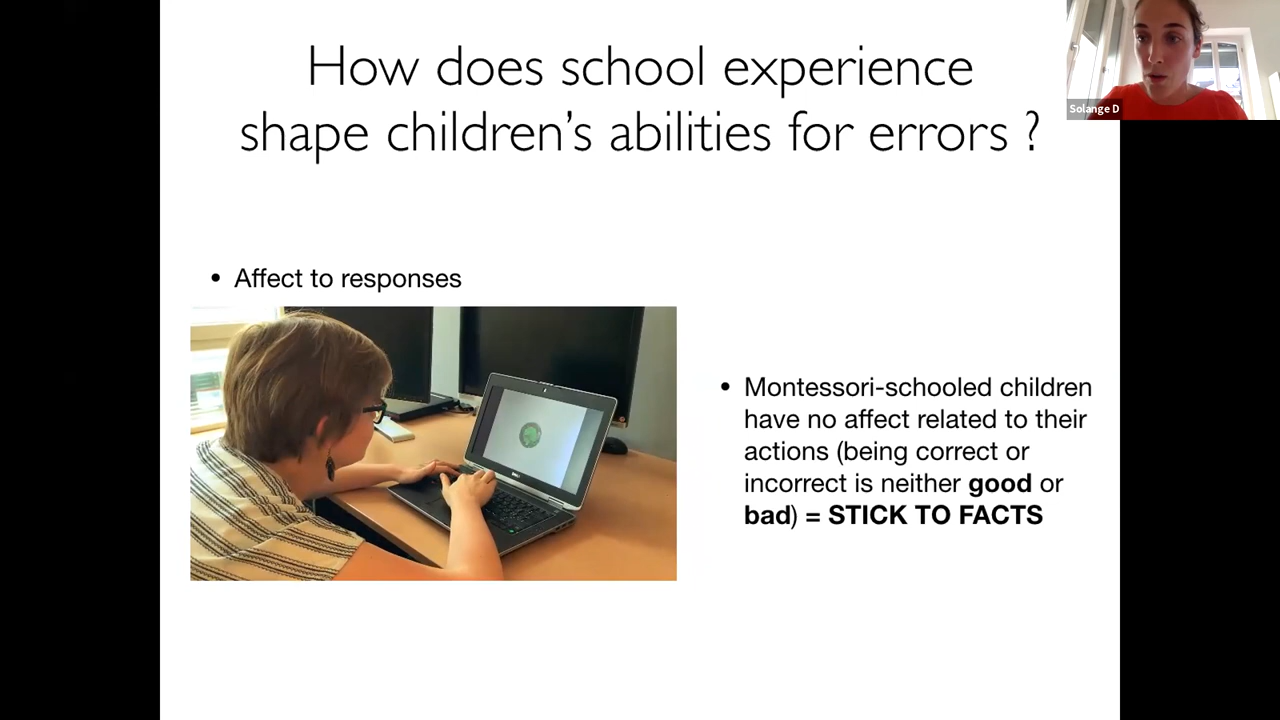 How does school experience
shape children’s abilities for errors ?
Solange D
• Affect to responses
• Montessori-schooled children
have no affect related to their
actions (being correct or
incorrect is neither good or
bad) = STICK TO FACTS